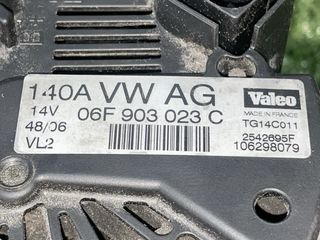 140A VW AG
14V 06F 903 023 C
48/06
VL2
Valeo
MADE IN FRANCE
TG14C011
2542695F
106298079